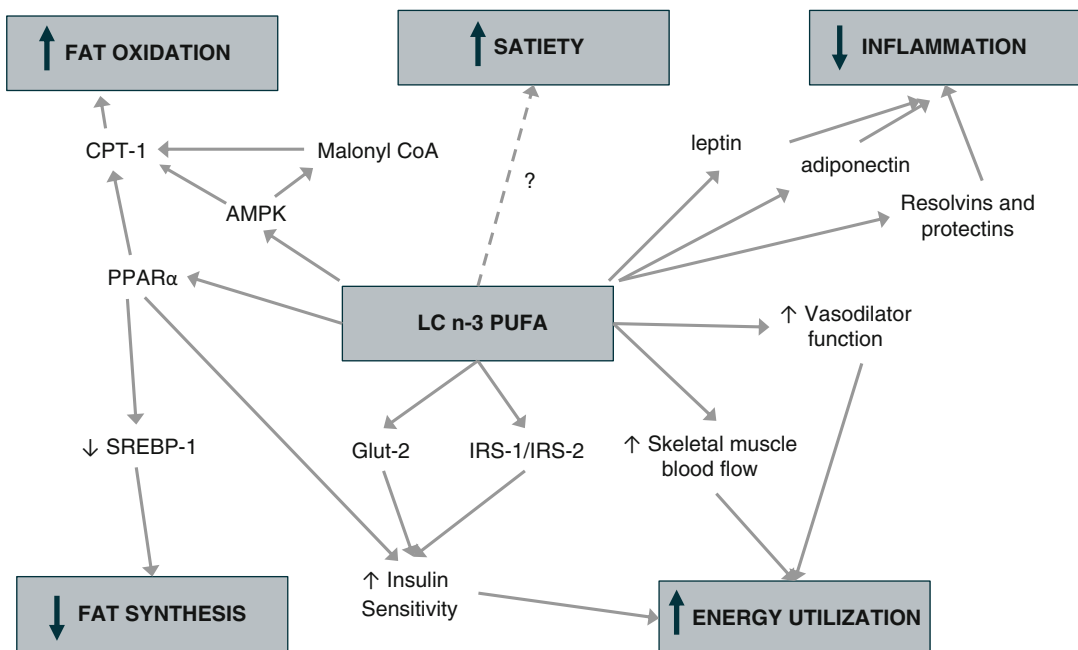 ↑ FAT OXIDATION
↑ SATIETY
↓ INFLAMMATION
CPT-1
Malonyl CoA
leptin
adiponectin
?
AMPK
Resolvins and
protectins
PPARα
LC n-3 PUFA
↑ Vasodilator
function
↓ SREBP-1
Glut-2
IRS-1/IRS-2
↑ Skeletal muscle
blood flow
↑ Insulin
Sensitivity
↓ FAT SYNTHESIS
↑ ENERGY UTILIZATION